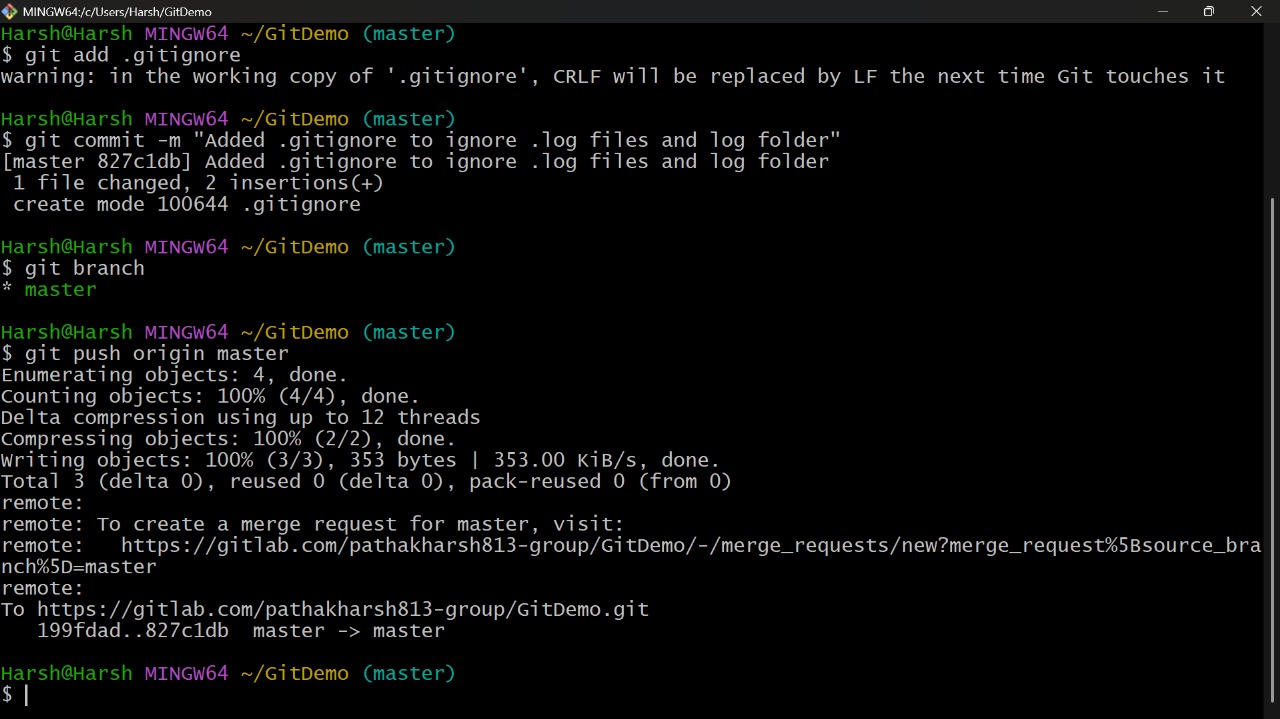 MINGW64:/c/Users/Harsh/GitDemo
Harsh@Harsh MINGW64 ~/GitDemo (master)
$ git add .gitignore
warning: in the working copy of '.gitignore', CRLF will be replaced by LF the next time Git touches it
Harsh@Harsh MINGW64 ~/GitDemo (master)
$ git commit -m "Added .gitignore to ignore .log files and log folder"
[master 827c1db] Added .gitignore to ignore .log files and log folder
 1 file changed, 2 insertions(+)
 create mode 100644 .gitignore
Harsh@Harsh MINGW64 ~/GitDemo (master)
$ git branch
* master
Harsh@Harsh MINGW64 ~/GitDemo (master)
$ git push origin master
Enumerating objects: 4, done.
Counting objects: 100% (4/4), done.
Delta compression using up to 12 threads
Compressing objects: 100% (2/2), done.
Writing objects: 100% (3/3), 353 bytes | 353.00 KiB/s, done.
Total 3 (delta 0), reused 0 (delta 0), pack-reused 0 (from 0)
remote:
remote: To create a merge request for master, visit:
remote:   https://gitlab.com/pathakharsh813-group/GitDemo/-/merge_requests/new?merge_request%5Bsource_bra
nch%5D=master
remote:
To https://gitlab.com/pathakharsh813-group/GitDemo.git
   199fdad..827c1db  master -> master
Harsh@Harsh MINGW64 ~/GitDemo (master)
$